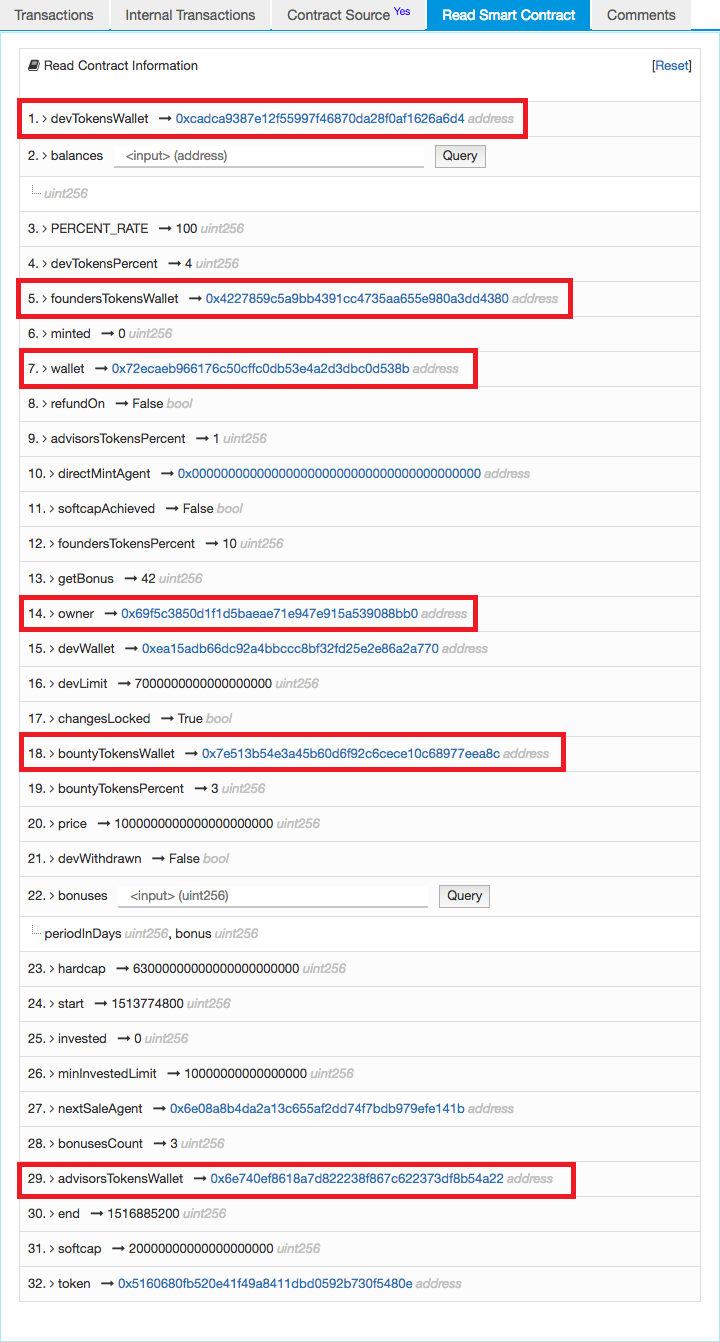 Transactions Internal Transactions Contract Source Yes Read Smart Contract Comments
Read Contract Information [Reset]
1. > devTokensWallet → 0xcadca9387e12f55997f46870da28f0af1626a6d4 address
2. > balances <input> (address) Query
uint256
3. > PERCENT_RATE → 100 uint256
4. > devTokensPercent → 4 uint256
5. > foundersTokensWallet → 0x4227859c5a9bb4391cc4735aa655e980a3dd4380 address
6. > minted → 0 uint256
7. > wallet → 0x72ecaeb966176c50cffc0db53e4a2d3dbc0d538b address
8. > refundOn → False bool
9. > advisorsTokensPercent → 1 uint256
10. > directMintAgent → 0x0000000000000000000000000000000000000000 address
11. > softcapAchieved → False bool
12. > foundersTokensPercent → 10 uint256
13. > getBonus → 42 uint256
14. > owner → 0x69f5c3850d1f1d5baeae71e947e915a539088bb0 address
15. > devWallet → 0xea15adb66dc92a4bbccc8bf32fd25e2e86a2a770 address
16. > devLimit → 7000000000000000000 uint256
17. > changesLocked → True bool
18. > bountyTokensWallet → 0x7e513b54e3a45b60d6f92c6cece10c68977eea8c address
19. > bountyTokensPercent → 3 uint256
20. > price → 1000000000000000000000 uint256
21. > devWithdrawn → False bool
22. > bonuses <input> (uint256) Query
periodInDays uint256, bonus uint256
23. > hardcap → 63000000000000000000000 uint256
24. > start → 1513774800 uint256
25. > invested → 0 uint256
26. > minInvestedLimit → 10000000000000000 uint256
27. > nextSaleAgent → 0x6e08a8b4da2a13c655af2dd74f7bdb979efe141b address
28. > bonusesCount → 3 uint256
29. > advisorsTokensWallet → 0x6e740ef8618a7d822238f867c622373df8b54a22 address
30. > end → 1516885200 uint256
31. > softcap → 20000000000000000000 uint256
32. > token → 0x5160680fb520e41f49a8411dbd0592b730f5480e address